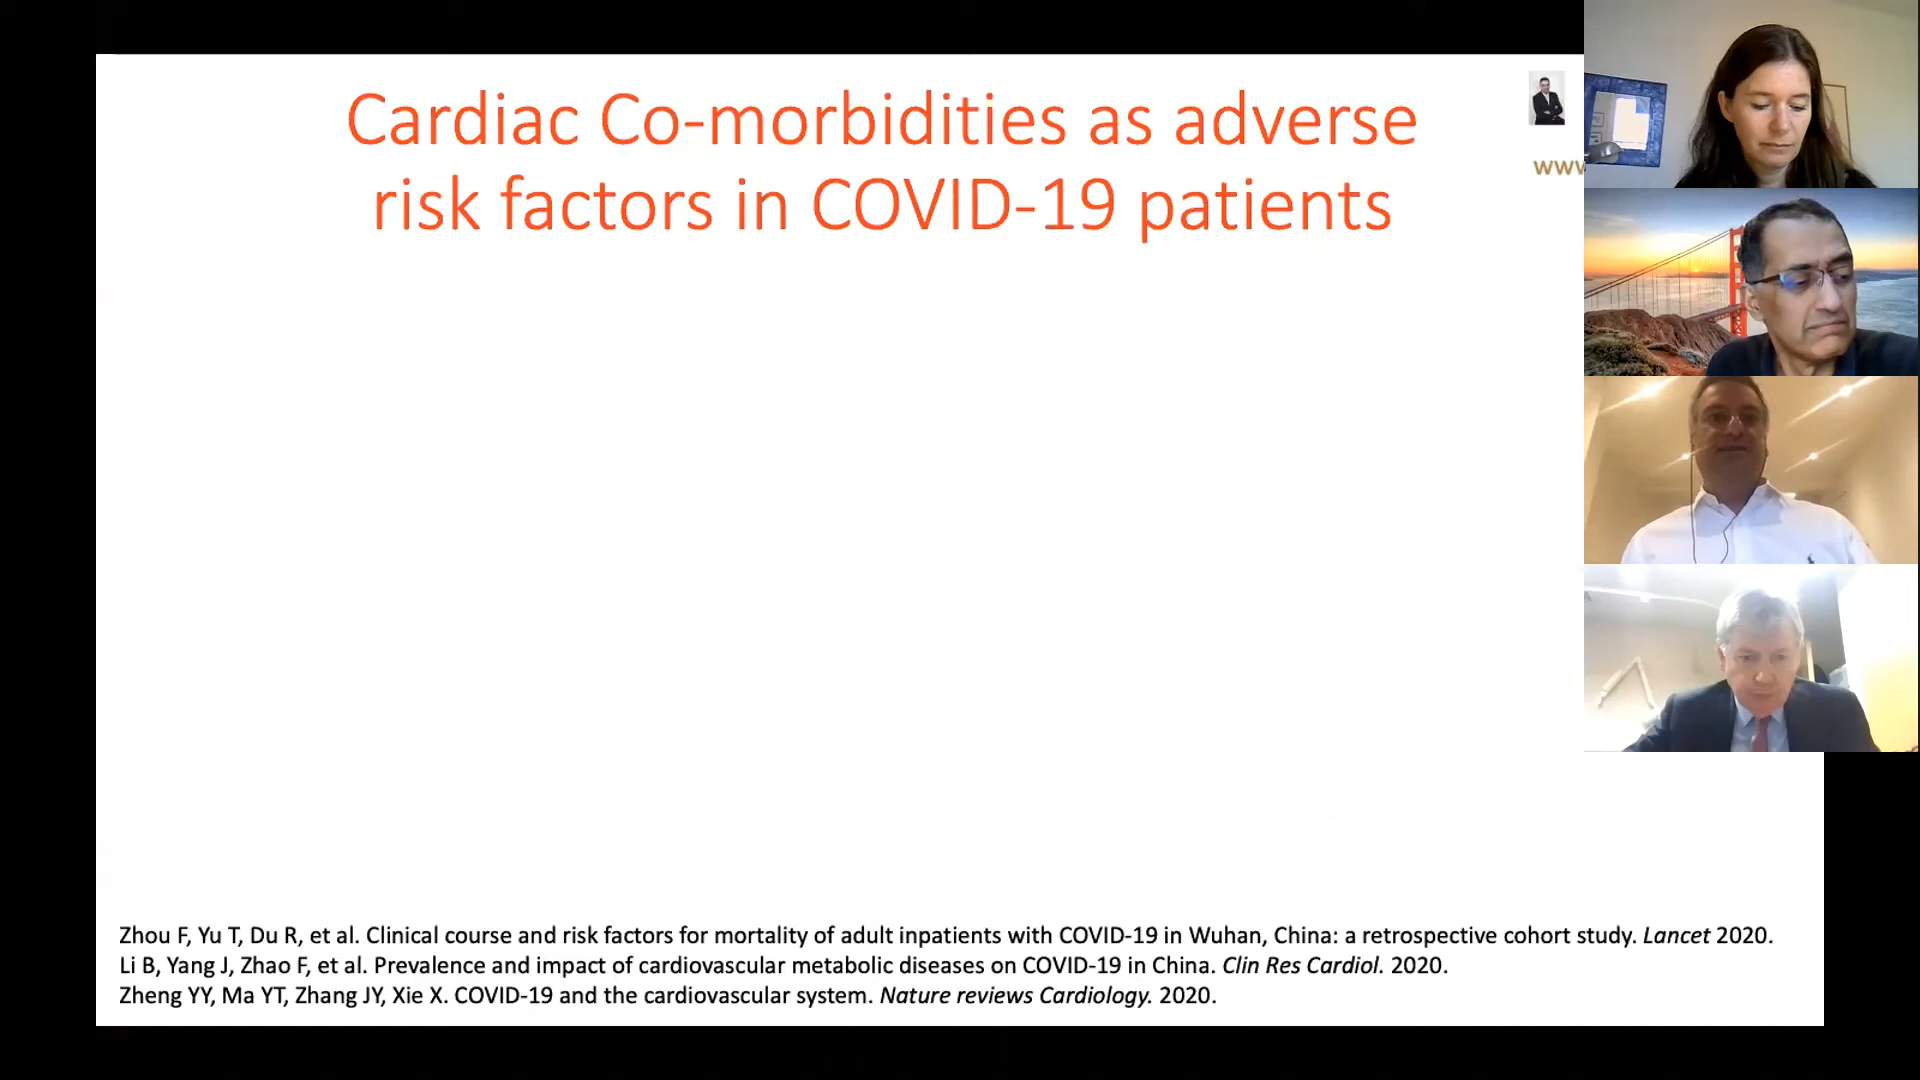 Cardiac Co-morbidities as adverse
risk factors in COVID-19 patients
www
Zhou F, Yu T, Du R, et al. Clinical course and risk factors for mortality of adult inpatients with COVID-19 in Wuhan, China: a retrospective cohort study. Lancet 2020.
Li B, Yang J, Zhao F, et al. Prevalence and impact of cardiovascular metabolic diseases on COVID-19 in China. Clin Res Cardiol. 2020.
Zheng YY, Ma YT, Zhang JY, Xie X. COVID-19 and the cardiovascular system. Nature reviews Cardiology. 2020.